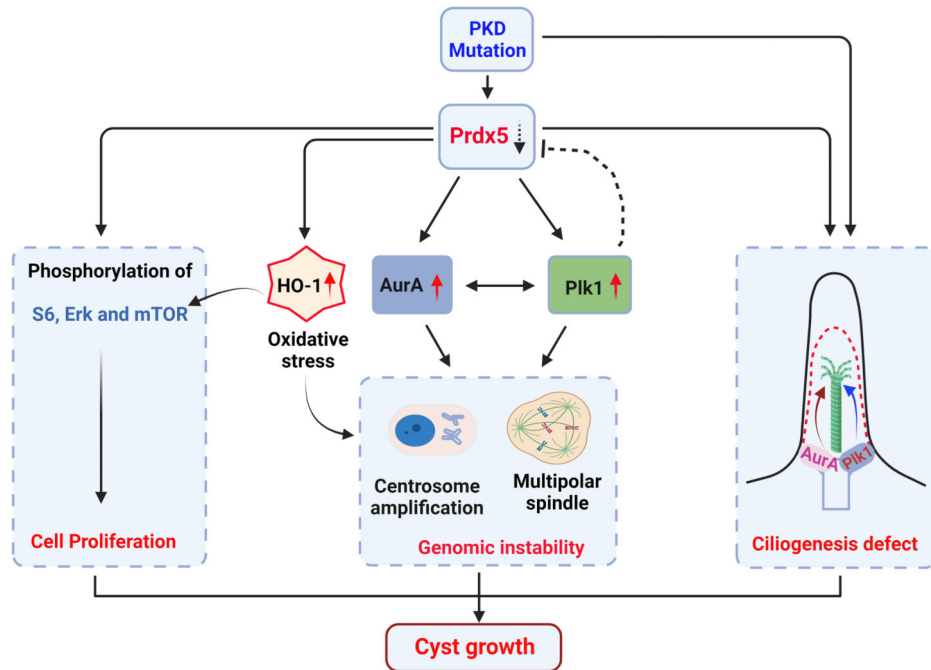 PKD
Mutation
Prdx5
Phosphorylation of
S6, Erk and mTOR
Cell Proliferation
HO-1
Oxidative
stress
AurA
Plk1
Centrosome
amplification
Multipolar
spindle
Genomic instability
AurA
Plk1
Ciliogenesis defect
Cyst growth